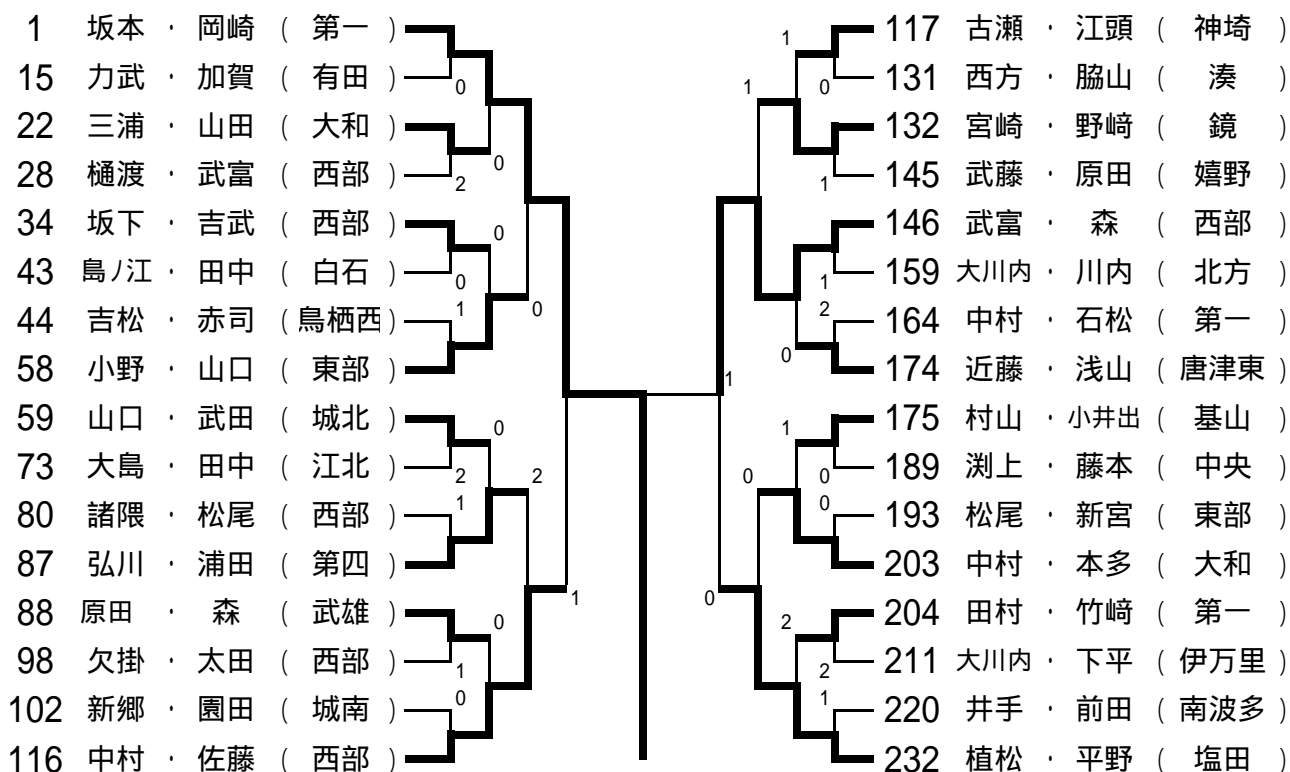 1 坂本 ・ 岡崎 ( 第一 )
15 力武 ・ 加賀 ( 有田 )
0
22 三浦 ・ 山田 ( 大和 )
0
28 樋渡 ・ 武富 ( 西部 )
2
34 坂下 ・ 吉武 ( 西部 )
0
43 島ノ江 ・ 田中 ( 白石 )
0
44 吉松 ・ 赤司 ( 鳥栖西 )
1
0
58 小野 ・ 山口 ( 東部 )
59 山口 ・ 武田 ( 城北 )
0
73 大島 ・ 田中 ( 江北 )
2
2
80 諸隈 ・ 松尾 ( 西部 )
1
87 弘川 ・ 浦田 ( 第四 )
1
88 原田 ・ 森 ( 武雄 )
0
98 欠掛 ・ 太田 ( 西部 )
1
102 新郷 ・ 園田 ( 城南 )
0
116 中村 ・ 佐藤 ( 西部 )
1
117 古瀬 ・ 江頭 ( 神埼 )
1
0
131 西方 ・ 脇山 ( 湊 )
132 宮崎 ・ 野﨑 ( 鏡 )
1
145 武藤 ・ 原田 ( 嬉野 )
146 武富 ・ 森 ( 西部 )
1
159 大川内 ・ 川内 ( 北方 )
2
164 中村 ・ 石松 ( 第一 )
0
174 近藤 ・ 浅山 ( 唐津東 )
1
175 村山 ・ 小井出 ( 基山 )
1
0
0
189 渕上 ・ 藤本 ( 中央 )
0
193 松尾 ・ 新宮 ( 東部 )
203 中村 ・ 本多 ( 大和 )
0
2
204 田村 ・ 竹﨑 ( 第一 )
2
211 大川内 ・ 下平 ( 伊万里 )
1
220 井手 ・ 前田 ( 南波多 )
232 植松 ・ 平野 ( 塩田 )